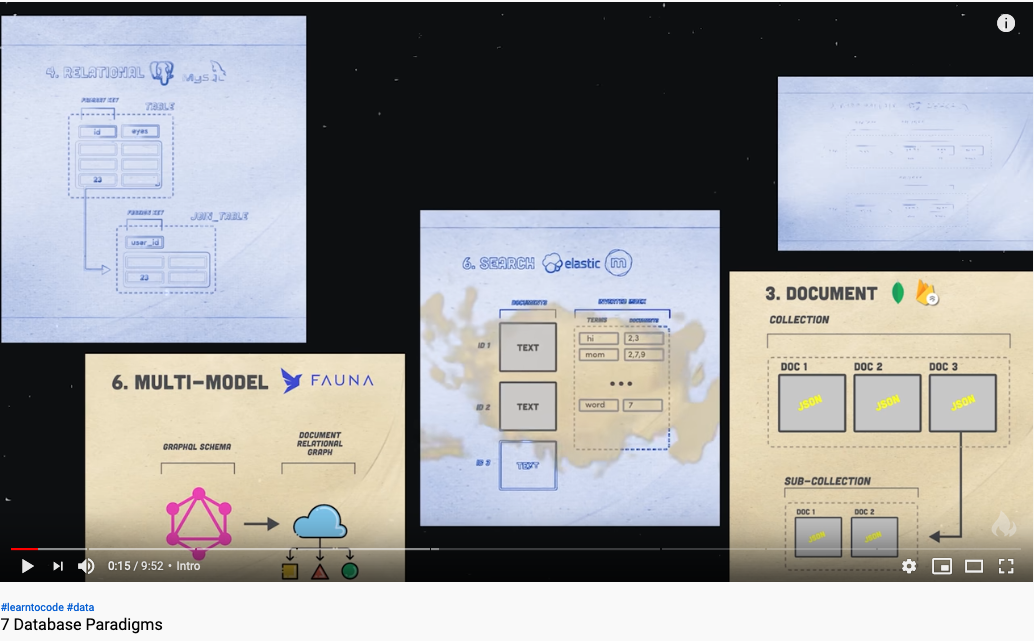 4. RELATIONAL MySQL
PRIMARY KEY
TABLE
id eyes
23
PRIMARY KEY
JOIN_TABLE
user_id
23
6. SEARCH elastic m
DOCUMENTS INVERTED INDEX
TERMS DOCUMENTS
ID 1 TEXT
hi 2,3
mom 2,7,9
ID 2 TEXT
word 7
ID 3 TEXT
3. DOCUMENT
COLLECTION
DOC 1 DOC 2 DOC 3
JSON JSON JSON
SUB-COLLECTION
DOC 1 DOC 2
JSON JSON
6. MULTI-MODEL FAUNA
GRAPHQL SCHEMA
DOCUMENT
RELATIONAL
GRAPH
0:15 / 9:52 • Intro
#learntocode #data
7 Database Paradigms